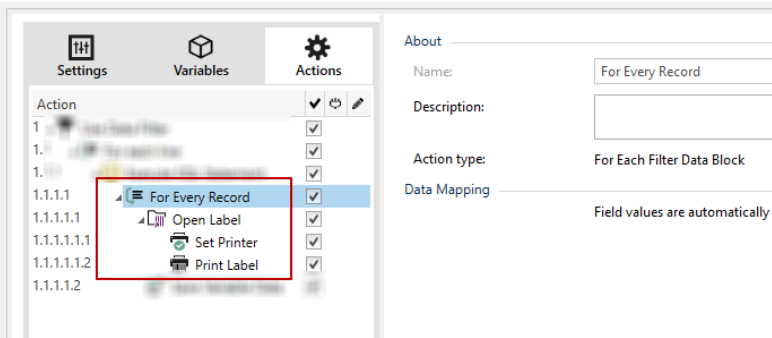 Settings
Variables
Actions
Action
1
1.
1.
1.1.1.1 For Every Record
1.1.1.1.1 Open Label
1.1.1.1.1.1 Set Printer
1.1.1.1.1.2 Print Label
1.1.1.1.2
About
Name: For Every Record
Description:
Action type: For Each Filter Data Block
Data Mapping
Field values are automatically